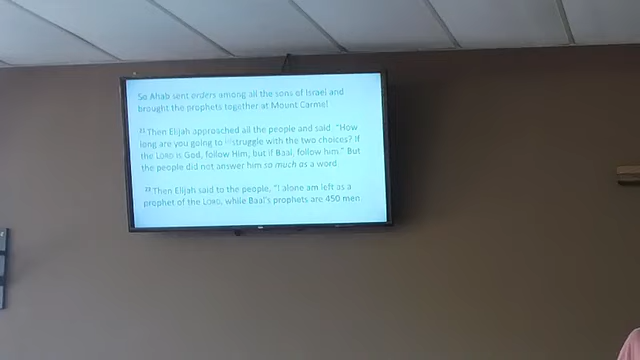 So Ahab sent orders among all the sons of Israel and
brought the prophets together at Mount Carmel
21 Then Elijah approached all the people and said, "How
long are you going to struggle with the two choices? If
the LORD is God, follow Him; but if Baal, follow him." But
the people did not answer him so much as a word.
22 Then Elijah said to the people, "I alone am left as a
prophet of the LORD, while Baal's prophets are 450 men